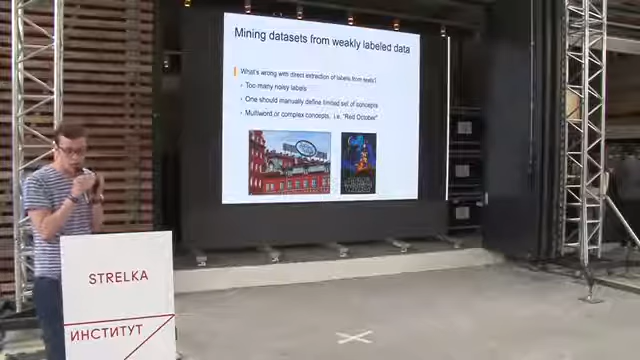 Mining datasets from weakly labeled data
What's wrong with direct extraction of labels from texts?
Too many noisy labels
One should manually define limited set of concepts
Multiword or complex concepts, i.e. "Red October"
STRELKA
ИНСТИТУТ